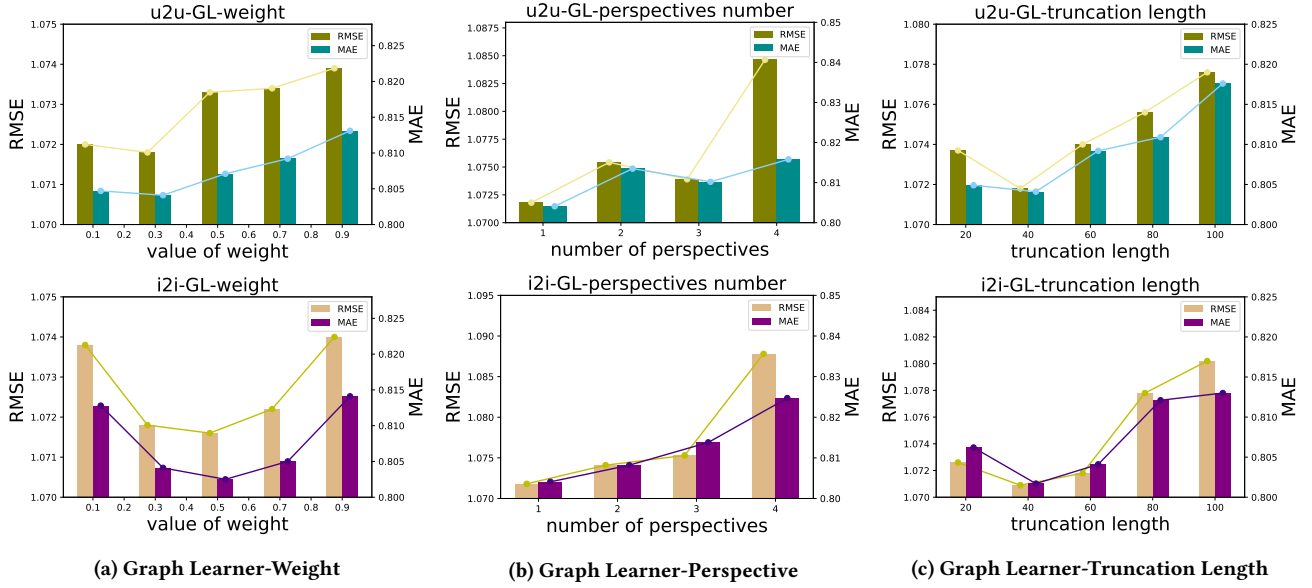 u2u-GL-weight
1.075
1.074
1.073
1.072
1.071
1.070
RMSE
0.825
0.820
0.815
0.810
0.805
0.800
MAE
RMSE
MAE
0.1 0.2 0.3 0.4 0.5 0.6 0.7 0.8 0.9
value of weight
u2u-GL-perspectives number
1.0875
1.0850
1.0825
1.0800
1.0775
1.0750
1.0725
1.0700
RMSE
0.85
0.84
0.83
0.82
0.81
0.80
MAE
RMSE
MAE
1 2 3 4
number of perspectives
u2u-GL-truncation length
1.080
1.078
1.076
1.074
1.072
1.070
RMSE
0.825
0.820
0.815
0.810
0.805
0.800
MAE
RMSE
MAE
20 40 60 80 100
truncation length
i2i-GL-weight
1.075
1.074
1.073
1.072
1.071
1.070
RMSE
0.825
0.820
0.815
0.810
0.805
0.800
MAE
RMSE
MAE
0.1 0.2 0.3 0.4 0.5 0.6 0.7 0.8 0.9
value of weight
i2i-GL-perspectives number
1.095
1.090
1.085
1.080
1.075
1.070
RMSE
0.85
0.84
0.83
0.82
0.81
0.80
MAE
RMSE
MAE
1 2 3 4
number of perspectives
i2i-GL-truncation length
1.084
1.082
1.080
1.078
1.076
1.074
1.072
1.070
RMSE
0.825
0.820
0.815
0.810
0.805
0.800
MAE
RMSE
MAE
20 40 60 80 100
truncation length
(a) Graph Learner-Weight
(b) Graph Learner-Perspective
(c) Graph Learner-Truncation Length